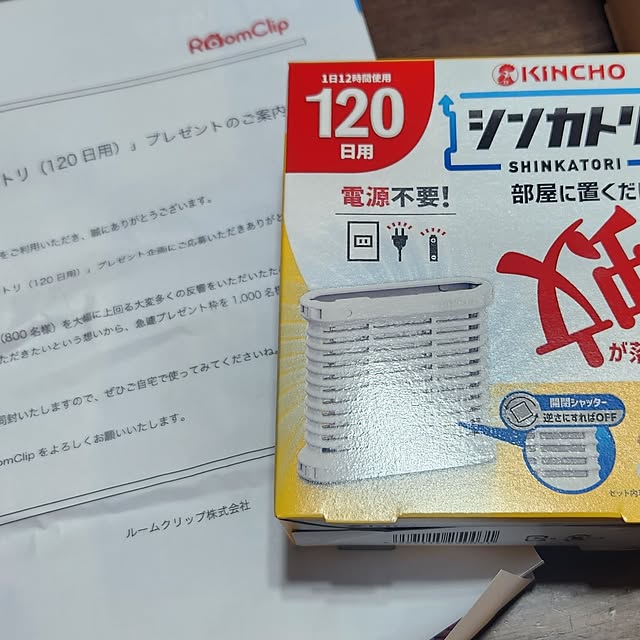 RoomClip
トリ（120日用）」プレゼントのご案内
をご利用いただき、誠にありがとうございます。
トリ（120日用）」プレゼント企画にご応募いただきありがと
（800名様）を大幅に上回る大変多くの反響をいただいたた
ただきたいという想いから、急遽プレゼント枠を1,000名様
同封いたしますので、ぜひご自宅で使ってみてくださいね。
omClipをよろしくお願いいたします。
ルームクリップ株式会社
1日12時間使用
120
日用
KINCHO
シンカトリ
SHINKATORI
電源不要!
部屋に置くだけ
蚊
が落
開閉シャッター
逆さにすればOFF
セット内